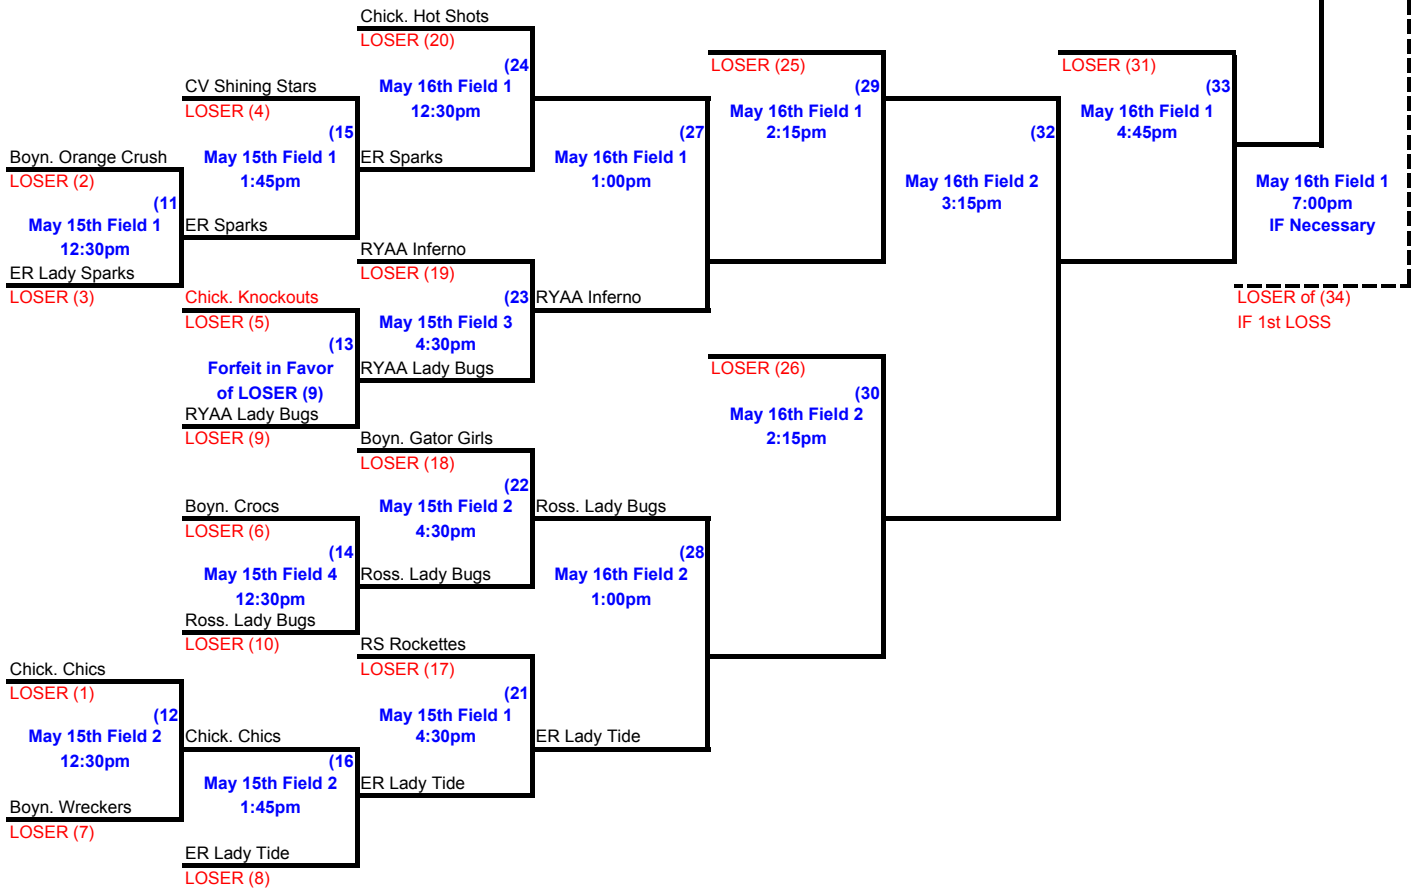 Chick. Hot Shots
LOSER (20)
(24
May 16th Field 1
12:30pm
CV Shining Stars
LOSER (4)
(15
May 15th Field 1
1:45pm
Boyn. Orange Crush
LOSER (2)
(11
May 15th Field 1
12:30pm
ER Lady Sparks
LOSER (3)
ER Sparks
ER Sparks
RYAA Inferno
LOSER (19)
(23
May 15th Field 3
4:30pm
Chick. Knockouts
LOSER (5)
(13
Forfeit in Favor
of LOSER (9)
RYAA Lady Bugs
LOSER (9)
RYAA Lady Bugs
(27
May 16th Field 1
1:00pm
RYAA Inferno
LOSER (25)
(29
May 16th Field 1
2:15pm
(32
May 16th Field 2
3:15pm
LOSER (31)
(33
May 16th Field 1
4:45pm
May 16th Field 1
7:00pm
IF Necessary
LOSER of (34)
IF 1st LOSS
LOSER (26)
(30
May 16th Field 2
2:15pm
Boyn. Gator Girls
LOSER (18)
(22
May 15th Field 2
4:30pm
Boyn. Crocs
LOSER (6)
(14
May 15th Field 4
12:30pm
Ross. Lady Bugs
LOSER (10)
Ross. Lady Bugs
Ross. Lady Bugs
(28
May 16th Field 2
1:00pm
RS Rockettes
LOSER (17)
(21
May 15th Field 1
4:30pm
ER Lady Tide
Chick. Chics
LOSER (1)
(12
May 15th Field 2
12:30pm
Boyn. Wreckers
LOSER (7)
Chick. Chics
(16
May 15th Field 2
1:45pm
ER Lady Tide
ER Lady Tide
LOSER (8)